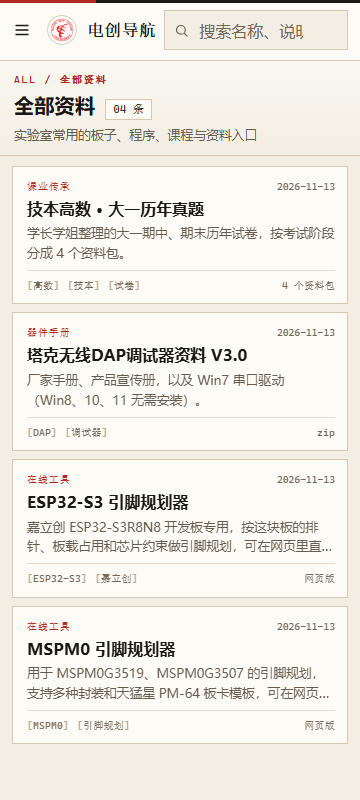 电创导航
搜索名称、说明
ALL / 全部资料
全部资料
04 条
实验室常用的板子、程序、课程与资料入口
课业传承
2026-11-13
技本高数 • 大一历年真题
学长学姐整理的大一期中、期末历年试卷，按考试阶段
分成 4 个资料包。
[高数] [技本] [试卷]
4 个资料包
器件手册
2026-11-13
塔克无线DAP调试器资料 V3.0
厂家手册、产品宣传册，以及 Win7 串口驱动
（Win8、10、11 无需安装）。
[DAP] [调试器]
zip
在线工具
2026-11-13
ESP32-S3 引脚规划器
嘉立创 ESP32-S3R8N8 开发板专用，按这块板的排
针、板载占用和芯片约束做引脚规划，可在网页里直…
[ESP32-S3] [嘉立创]
网页版
在线工具
2026-11-13
MSPM0 引脚规划器
用于 MSPM0G3519、MSPM0G3507 的引脚规划，
支持多种封装和天猛星 PM-64 板卡模板，可在网页…
[MSPM0] [引脚规划]
网页版